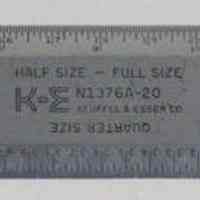 HALF SIZE — FULL SIZE
K+E N1376A-20
KEUFFEL & ESSER CO.
QUARTER SIZE